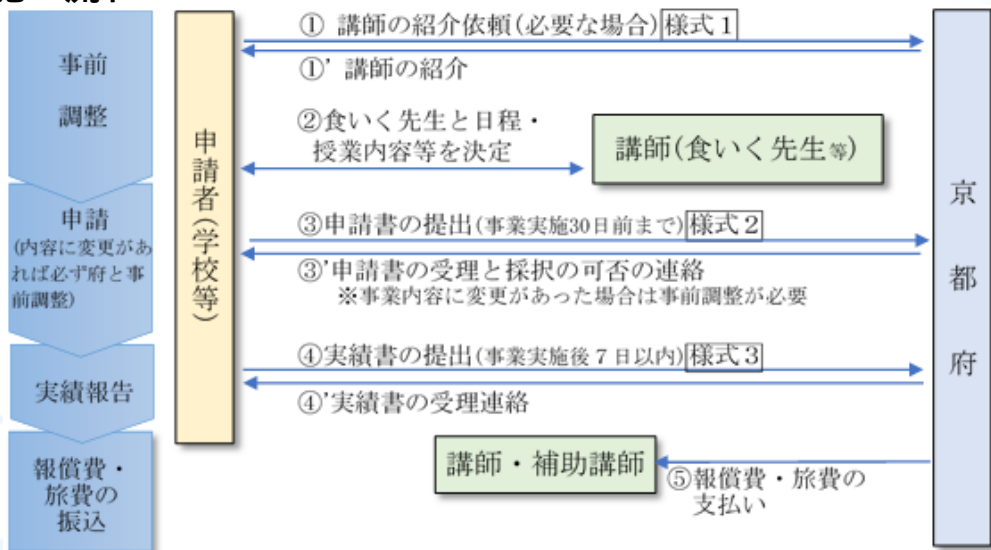 事前
調整
申請
(内容に変更があ
れば必ず府と事
前調整)
実績報告
報償費・
旅費の
振込
申請者(学校等)
① 講師の紹介依頼(必要な場合)様式1
①’ 講師の紹介
②食いく先生と日程・
授業内容等を決定
講師(食いく先生等)
③申請書の提出(事業実施30日前まで)様式2
③’申請書の受理と採択の可否の連絡
※事業内容に変更があった場合は事前調整が必要
④実績書の提出(事業実施後7日以内)様式3
④’実績書の受理連絡
講師・補助講師
⑤報償費・旅費の
支払い
京都府